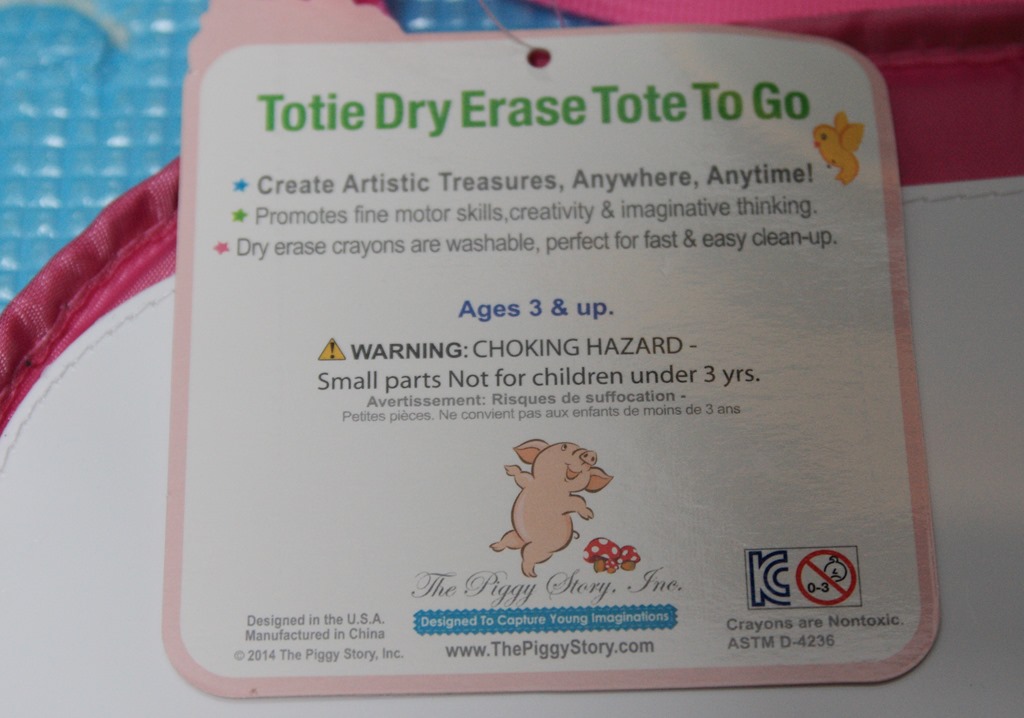 Totie Dry Erase Tote To Go
Create Artistic Treasures, Anywhere, Anytime!
Promotes fine motor skills,creativity & imaginative thinking.
Dry erase crayons are washable, perfect for fast & easy clean-up.
Ages 3 & up.
WARNING: CHOKING HAZARD -
Small parts Not for children under 3 yrs.
Avertissement: Risques de suffocation -
Petites pièces. Ne convient pas aux enfants de moins de 3 ans
The Piggy Story, Inc.
Designed To Capture Young Imaginations
www.ThePiggyStory.com
Designed in the U.S.A.
Manufactured in China
© 2014 The Piggy Story, Inc.
KC
0-3
Crayons are Nontoxic.
ASTM D-4236